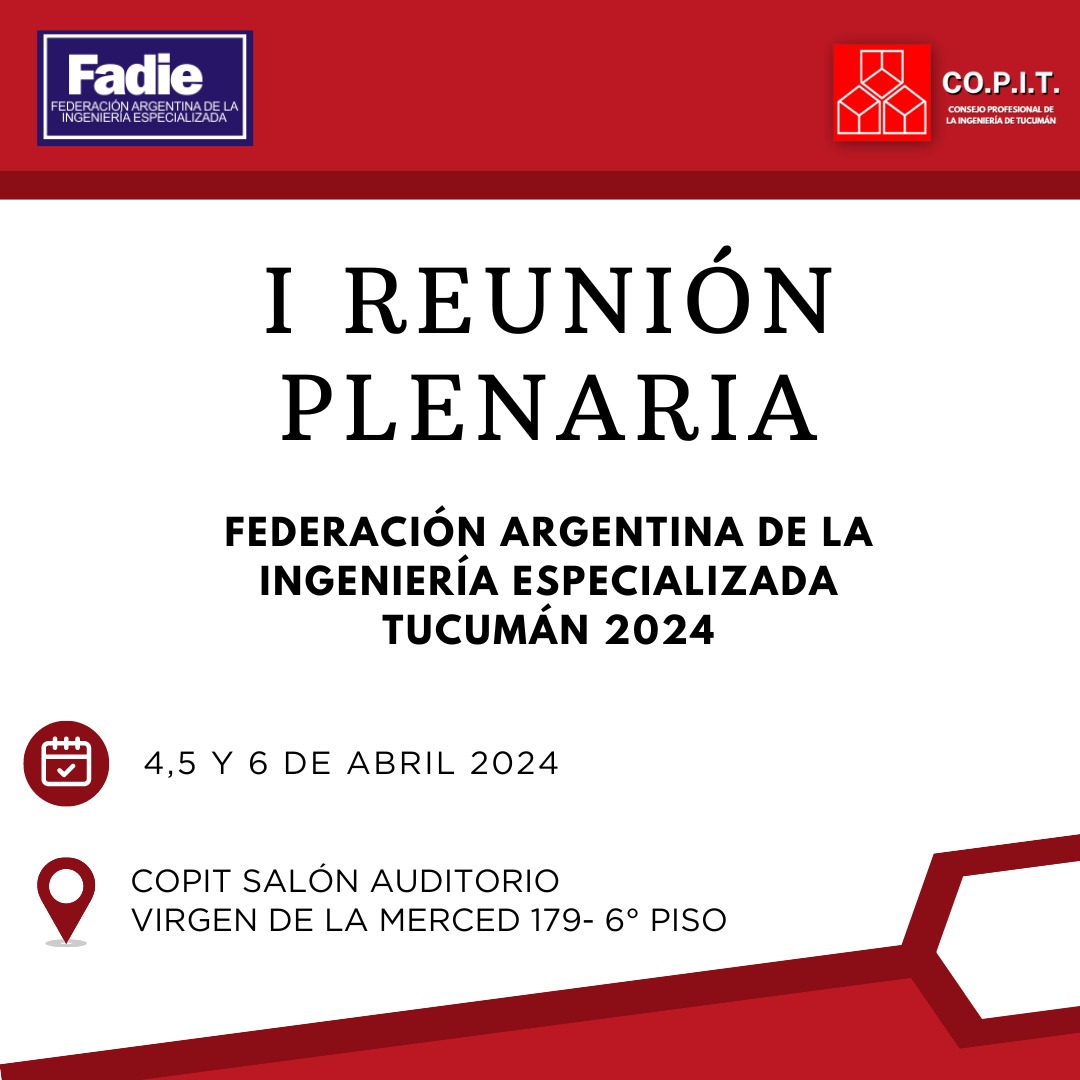 Fadie
FEDERACIÓN ARGENTINA DE LA
INGENIERÍA ESPECIALIZADA
CO.P.I.T.
CONSEJO PROFESIONAL DE
LA INGENIERÍA DE TUCUMÁN
I REUNIÓN
PLENARIA
FEDERACIÓN ARGENTINA DE LA
INGENIERÍA ESPECIALIZADA
TUCUMÁN 2024
4,5 Y 6 DE ABRIL 2024
COPIT SALÓN AUDITORIO
VIRGEN DE LA MERCED 179- 6° PISO